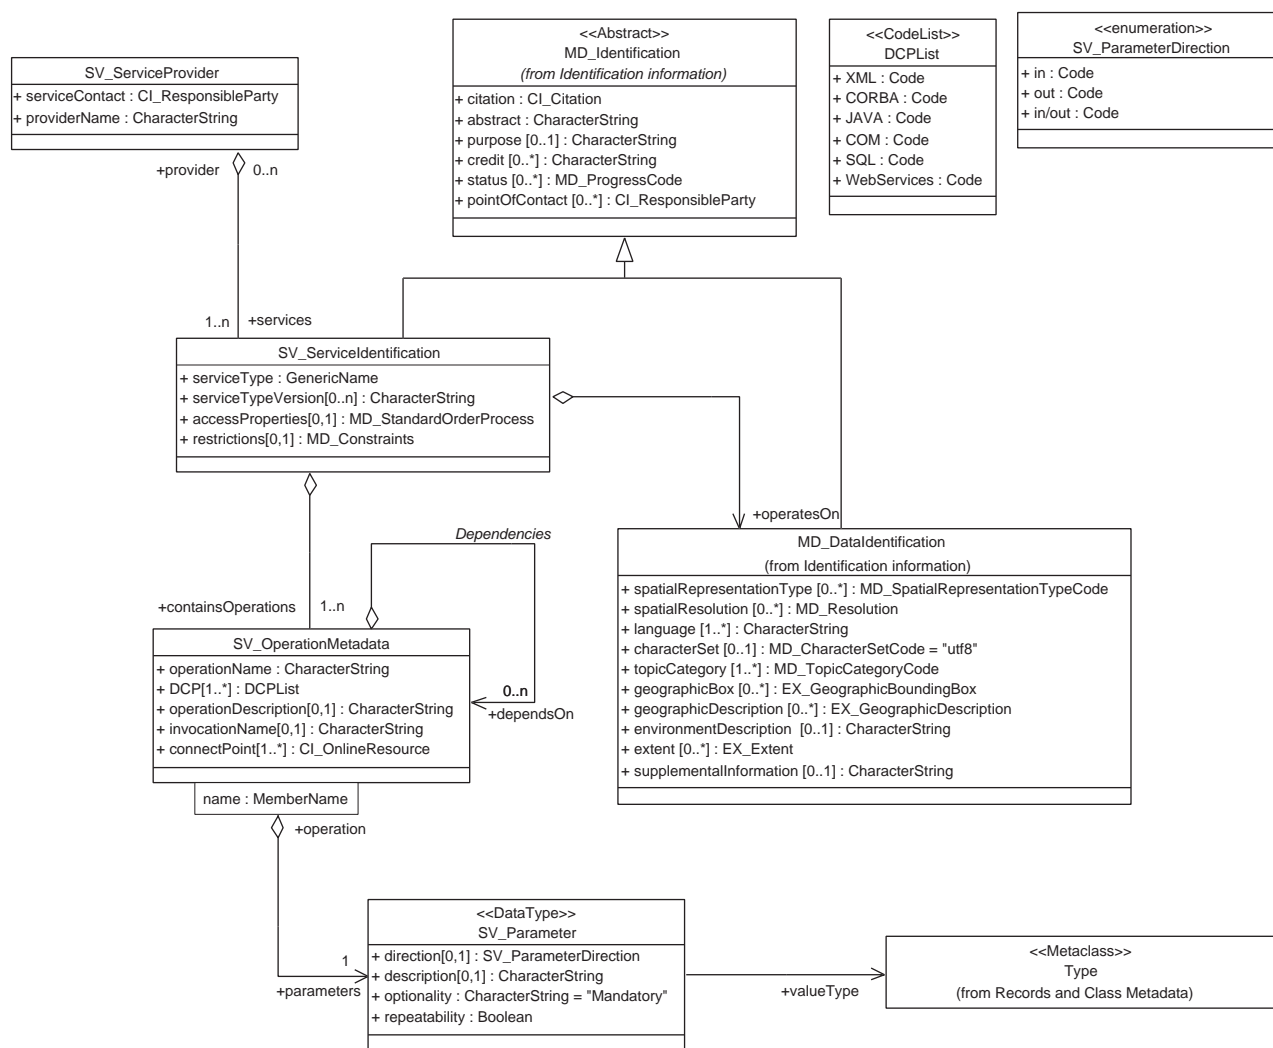 SV_ServiceProvider
+ serviceContact : CI_ResponsibleParty
+ providerName : CharacterString
+provider
0..n
<<Abstract>>
MD_Identification
(from Identification information)
+ citation : CI_Citation
+ abstract : CharacterString
+ purpose [0..1] : CharacterString
+ credit [0..*] : CharacterString
+ status [0..*] : MD_ProgressCode
+ pointOfContact [0..*] : CI_ResponsibleParty
<<CodeList>>
DCPList
+ XML : Code
+ CORBA : Code
+ JAVA : Code
+ COM : Code
+ SQL : Code
+ WebServices : Code
<<enumeration>>
SV_ParameterDirection
+ in : Code
+ out : Code
+ in/out : Code
1..n
+services
SV_ServiceIdentification
+ serviceType : GenericName
+ serviceTypeVersion[0..n] : CharacterString
+ accessProperties[0,1] : MD_StandardOrderProcess
+ restrictions[0,1] : MD_Constraints
+operatesOn
MD_DataIdentification
(from Identification information)
+ spatialRepresentationType [0..*] : MD_SpatialRepresentationTypeCode
+ spatialResolution [0..*] : MD_Resolution
+ language [1..*] : CharacterString
+ characterSet [0..1] : MD_CharacterSetCode = "utf8"
+ topicCategory [1..*] : MD_TopicCategoryCode
+ geographicBox [0..*] : EX_GeographicBoundingBox
+ geographicDescription [0..*] : EX_GeographicDescription
+ environmentDescription [0..1] : CharacterString
+ extent [0..*] : EX_Extent
+ supplementalInformation [0..1] : CharacterString
Dependencies
+containsOperations
1..n
SV_OperationMetadata
+ operationName : CharacterString
+ DCP[1..*] : DCPList
+ operationDescription[0,1] : CharacterString
+ invocationName[0,1] : CharacterString
+ connectPoint[1..*] : CI_OnlineResource
0..n
+dependsOn
name : MemberName
+operation
1
+parameters
<<DataType>>
SV_Parameter
+ direction[0,1] : SV_ParameterDirection
+ description[0,1] : CharacterString
+ optionality : CharacterString = "Mandatory"
+ repeatability : Boolean
+valueType
<<Metaclass>>
Type
(from Records and Class Metadata)